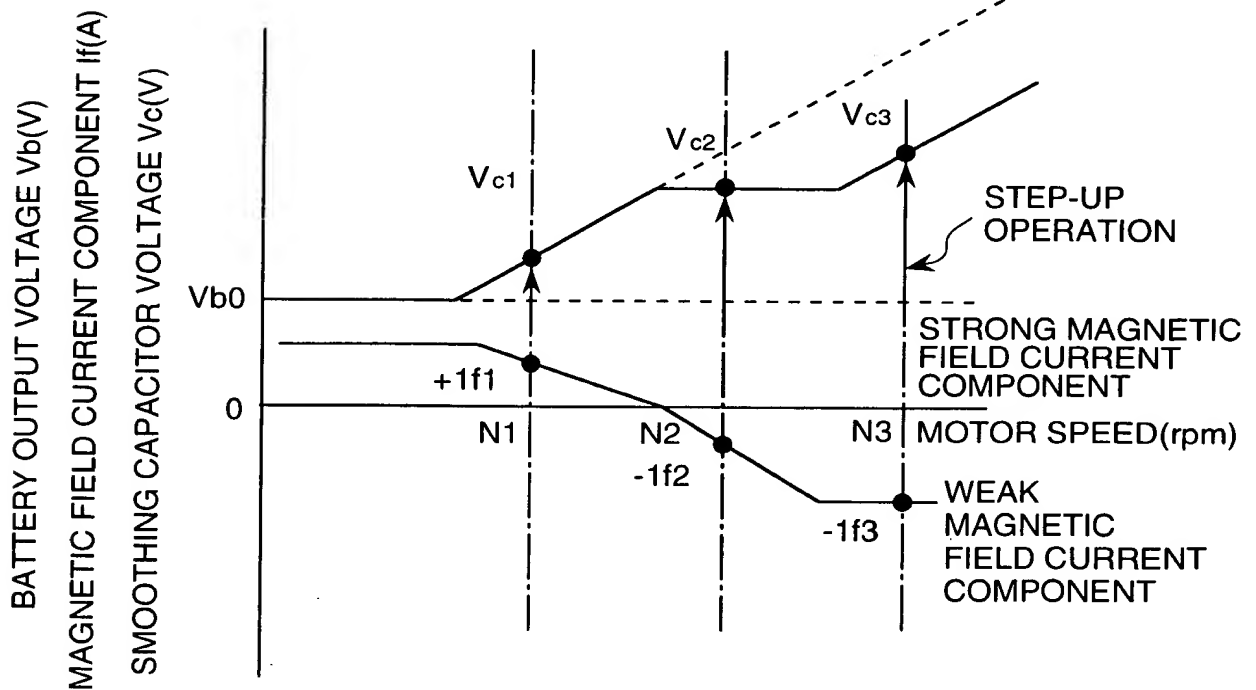 BATTERY OUTPUT VOLTAGE Vb(V)
MAGNETIC FIELD CURRENT COMPONENT If(A)
SMOOTHING CAPACITOR VOLTAGE Vc(V)
Vc1
Vc2
Vc3
STEP-UP
OPERATION
Vb0
STRONG MAGNETIC
FIELD CURRENT
COMPONENT
+1f1
0
N1
N2
N3
MOTOR SPEED(rpm)
-1f2
-1f3
WEAK
MAGNETIC
FIELD CURRENT
COMPONENT